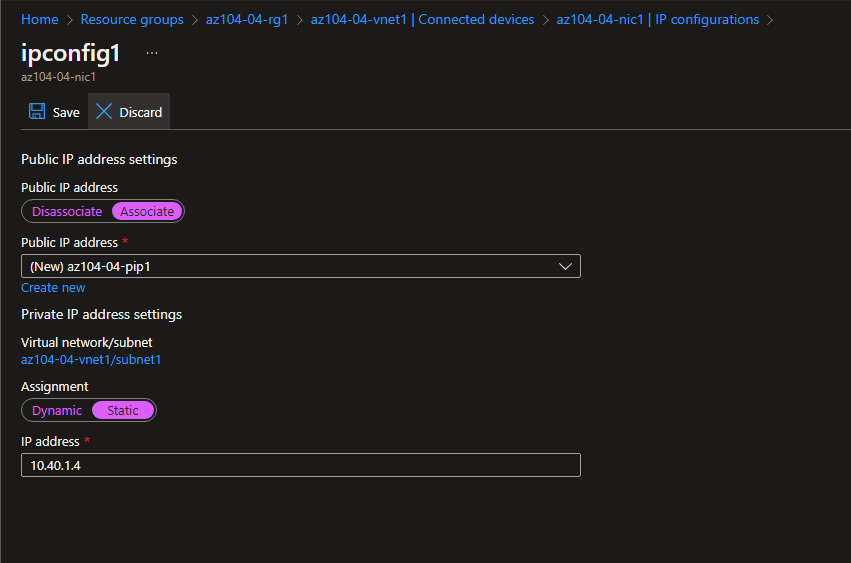 Home > Resource groups > az104-04-rg1 > az104-04-vnet1 | Connected devices > az104-04-nic1 | IP configurations >
ipconfig1 ...
az104-04-nic1
Save Discard
Public IP address settings
Public IP address
Disassociate Associate
Public IP address *
(New) az104-04-pip1
Create new
Private IP address settings
Virtual network/subnet
az104-04-vnet1/subnet1
Assignment
Dynamic Static
IP address *
10.40.1.4